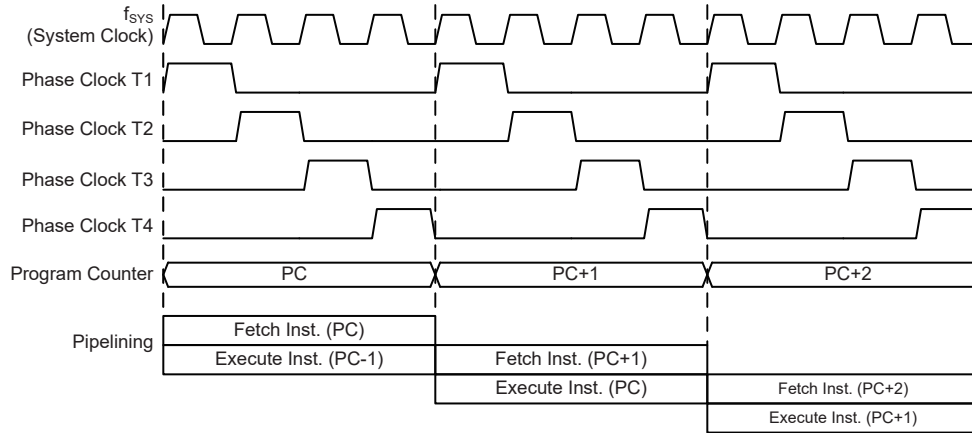 fSYS
(System Clock)
Phase Clock T1
Phase Clock T2
Phase Clock T3
Phase Clock T4
Program Counter PC PC+1 PC+2
Pipelining
Fetch Inst. (PC)
Execute Inst. (PC-1) Fetch Inst. (PC+1)
Execute Inst. (PC) Fetch Inst. (PC+2)
Execute Inst. (PC+1)